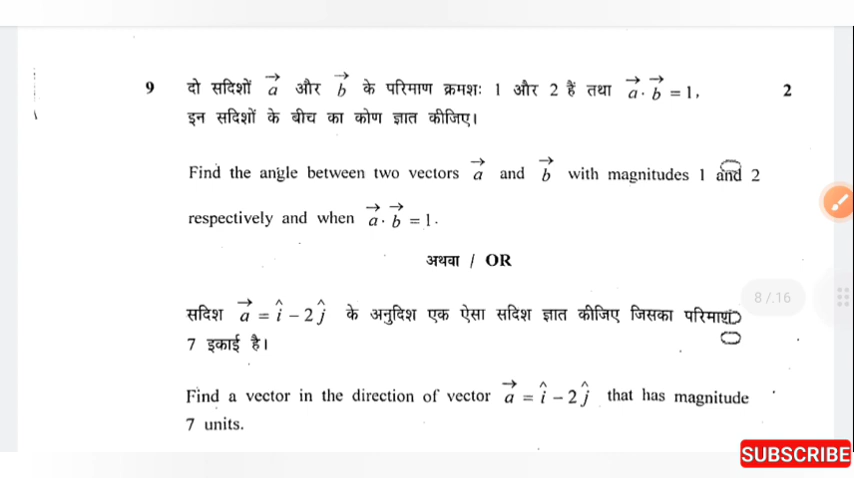 9 दो सदिशों a⃗ और b⃗ के परिमाण क्रमशः 1 और 2 हैं तथा a⃗ · b⃗ = 1, 2
इन सदिशों के बीच का कोण ज्ञात कीजिए।
Find the angle between two vectors a⃗ and b⃗ with magnitudes 1 and 2
respectively and when a⃗ · b⃗ = 1.
अथवा / OR
सदिश a⃗ = î − 2ĵ के अनुदिश एक ऐसा सदिश ज्ञात कीजिए जिसका परिमाण
8 / 16
7 इकाई है।
Find a vector in the direction of vector a⃗ = î − 2ĵ that has magnitude
7 units.
SUBSCRIBE